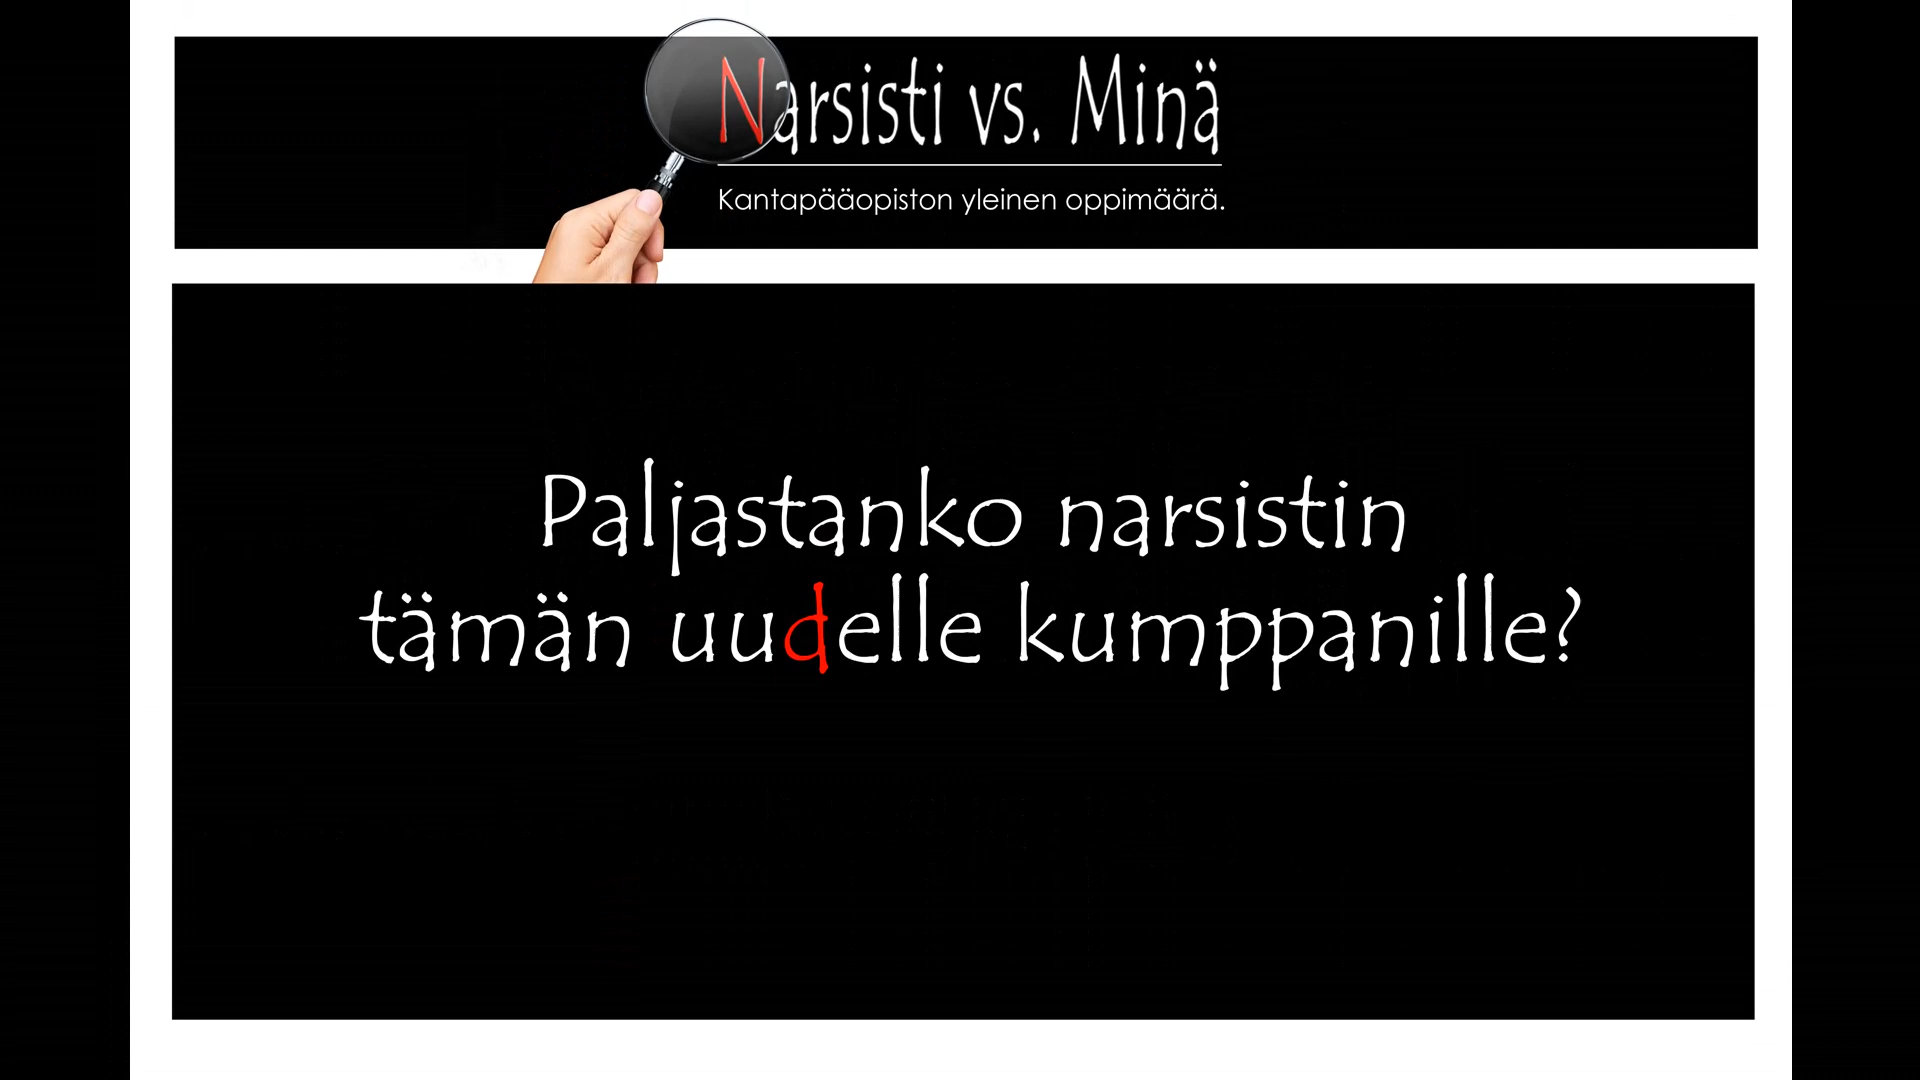 Narsisti vs. Minä
Kantapääopiston yleinen oppimäärä.
Paljastanko narsistin
tämän uudelle kumppanille?